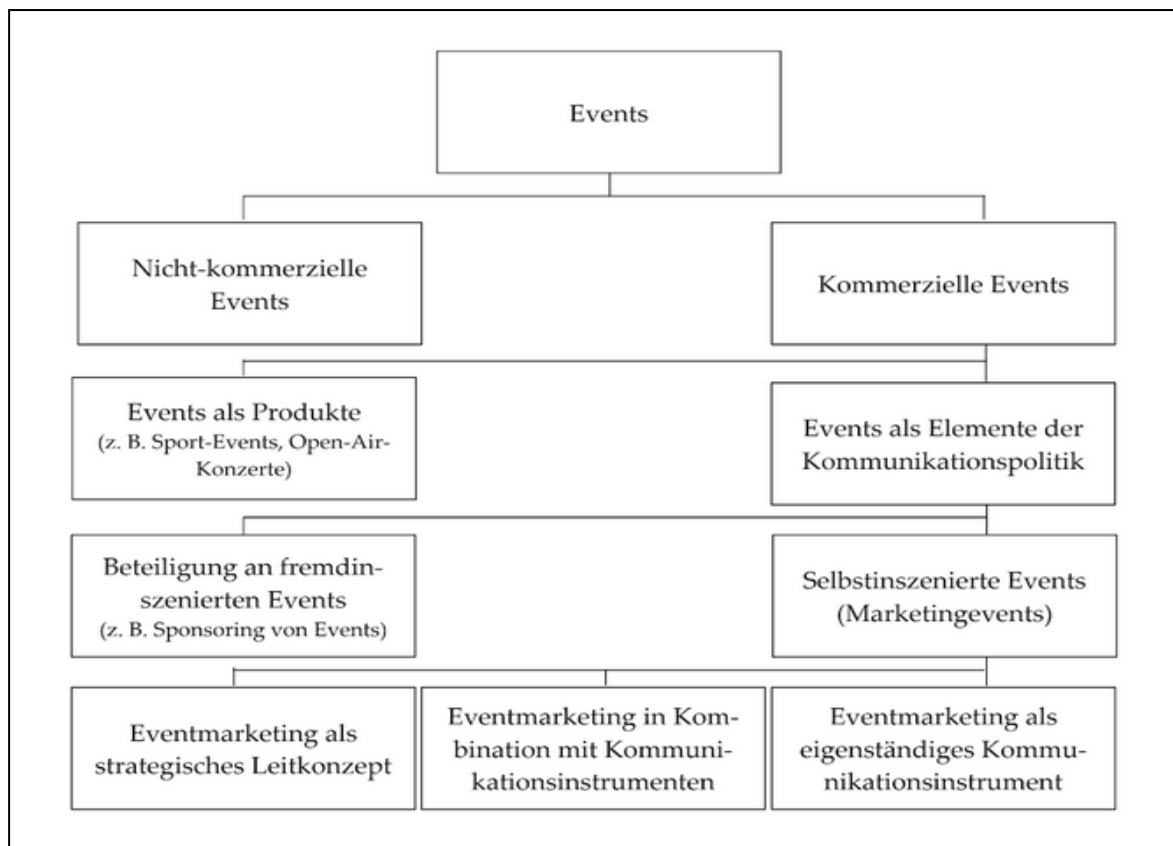 Events
Nicht-kommerzielle
Events
Kommerzielle Events
Events als Produkte
(z. B. Sport-Events, Open-Air-
Konzerte)
Events als Elemente der
Kommunikationspolitik
Beteiligung an fremdin-
szenierten Events
(z. B. Sponsoring von Events)
Selbstinszenierte Events
(Marketingevents)
Eventmarketing als
strategisches Leitkonzept
Eventmarketing in Kom-
bination mit Kommuni-
kationsinstrumenten
Eventmarketing als
eigenständiges Kommu-
nikationsinstrument